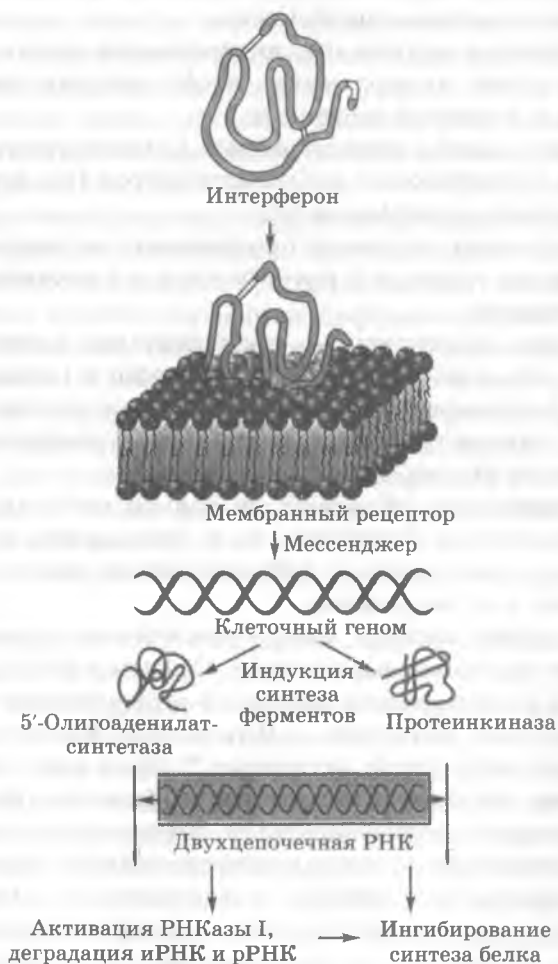 Интерферон
Мембранный рецептор
Мессенджер
Клеточный геном
Индукция
синтеза
ферментов
5′-Олигоаденилат-
синтетаза
Протеинкиназа
Двухцепочечная РНК
Активация РНКазы I,
деградация иРНК и рРНК
Ингибирование
синтеза белка